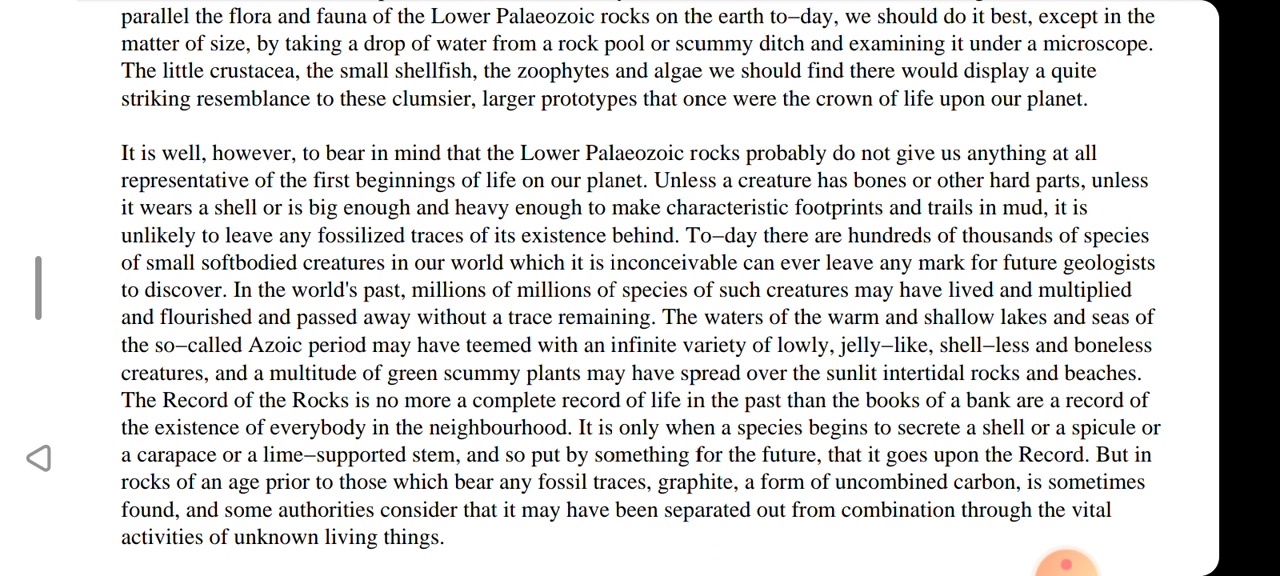 parallel the flora and fauna of the Lower Palaeozoic rocks on the earth to–day, we should do it best, except in the
matter of size, by taking a drop of water from a rock pool or scummy ditch and examining it under a microscope.
The little crustacea, the small shellfish, the zoophytes and algae we should find there would display a quite
striking resemblance to these clumsier, larger prototypes that once were the crown of life upon our planet.
It is well, however, to bear in mind that the Lower Palaeozoic rocks probably do not give us anything at all
representative of the first beginnings of life on our planet. Unless a creature has bones or other hard parts, unless
it wears a shell or is big enough and heavy enough to make characteristic footprints and trails in mud, it is
unlikely to leave any fossilized traces of its existence behind. To–day there are hundreds of thousands of species
of small softbodied creatures in our world which it is inconceivable can ever leave any mark for future geologists
to discover. In the world's past, millions of millions of species of such creatures may have lived and multiplied
and flourished and passed away without a trace remaining. The waters of the warm and shallow lakes and seas of
the so–called Azoic period may have teemed with an infinite variety of lowly, jelly–like, shell–less and boneless
creatures, and a multitude of green scummy plants may have spread over the sunlit intertidal rocks and beaches.
The Record of the Rocks is no more a complete record of life in the past than the books of a bank are a record of
the existence of everybody in the neighbourhood. It is only when a species begins to secrete a shell or a spicule or
a carapace or a lime–supported stem, and so put by something for the future, that it goes upon the Record. But in
rocks of an age prior to those which bear any fossil traces, graphite, a form of uncombined carbon, is sometimes
found, and some authorities consider that it may have been separated out from combination through the vital
activities of unknown living things.